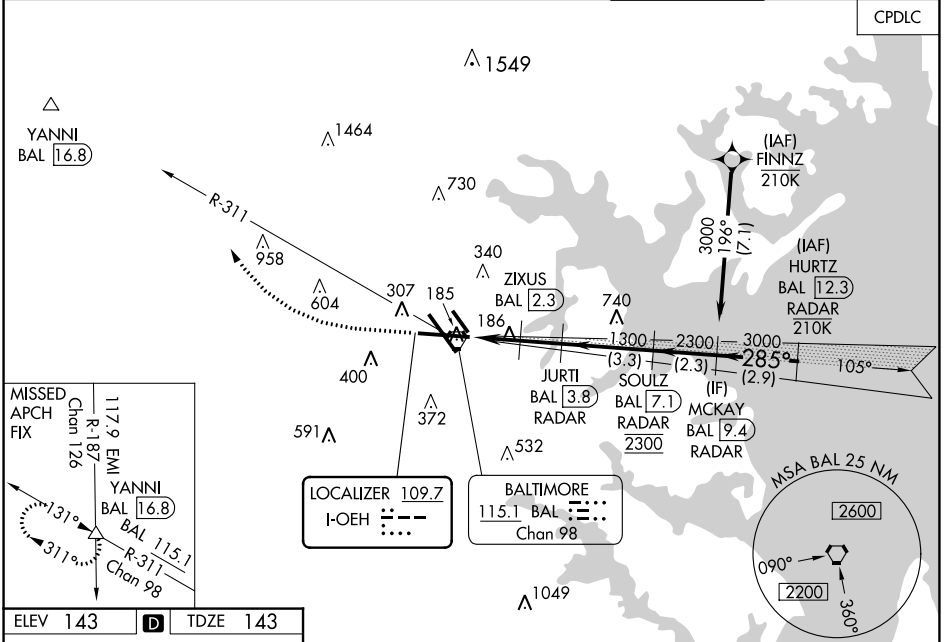 CPDLC
1549
YANNI
BAL 16.8
1464
(IAF)
FINNZ
210K
730
R-311
3000
196°
(7.1)
(IAF)
HURTZ
BAL 12.3
RADAR
210K
958
340
ZIXUS
BAL 2.3
604
307
185
186
740
1300
2300
3000
285°
105°
(3.3)
(2.3)
(2.9)
400
JURTI
BAL 3.8
RADAR
SOULZ
BAL 7.1
RADAR
2300
(IF)
MCKAY
BAL 9.4
RADAR
372
591
532
MISSED
APCH
FIX
117.9 EMI
R-187
Chan 126
YANNI
BAL 16.8
BAL 115.1
R-311
Chan 98
131°
311°
LOCALIZER 109.7
I-OEH
BALTIMORE
115.1 BAL
Chan 98
MSA BAL 25 NM
2600
090°
2200
360°
1049
ELEV 143 D TDZE 143